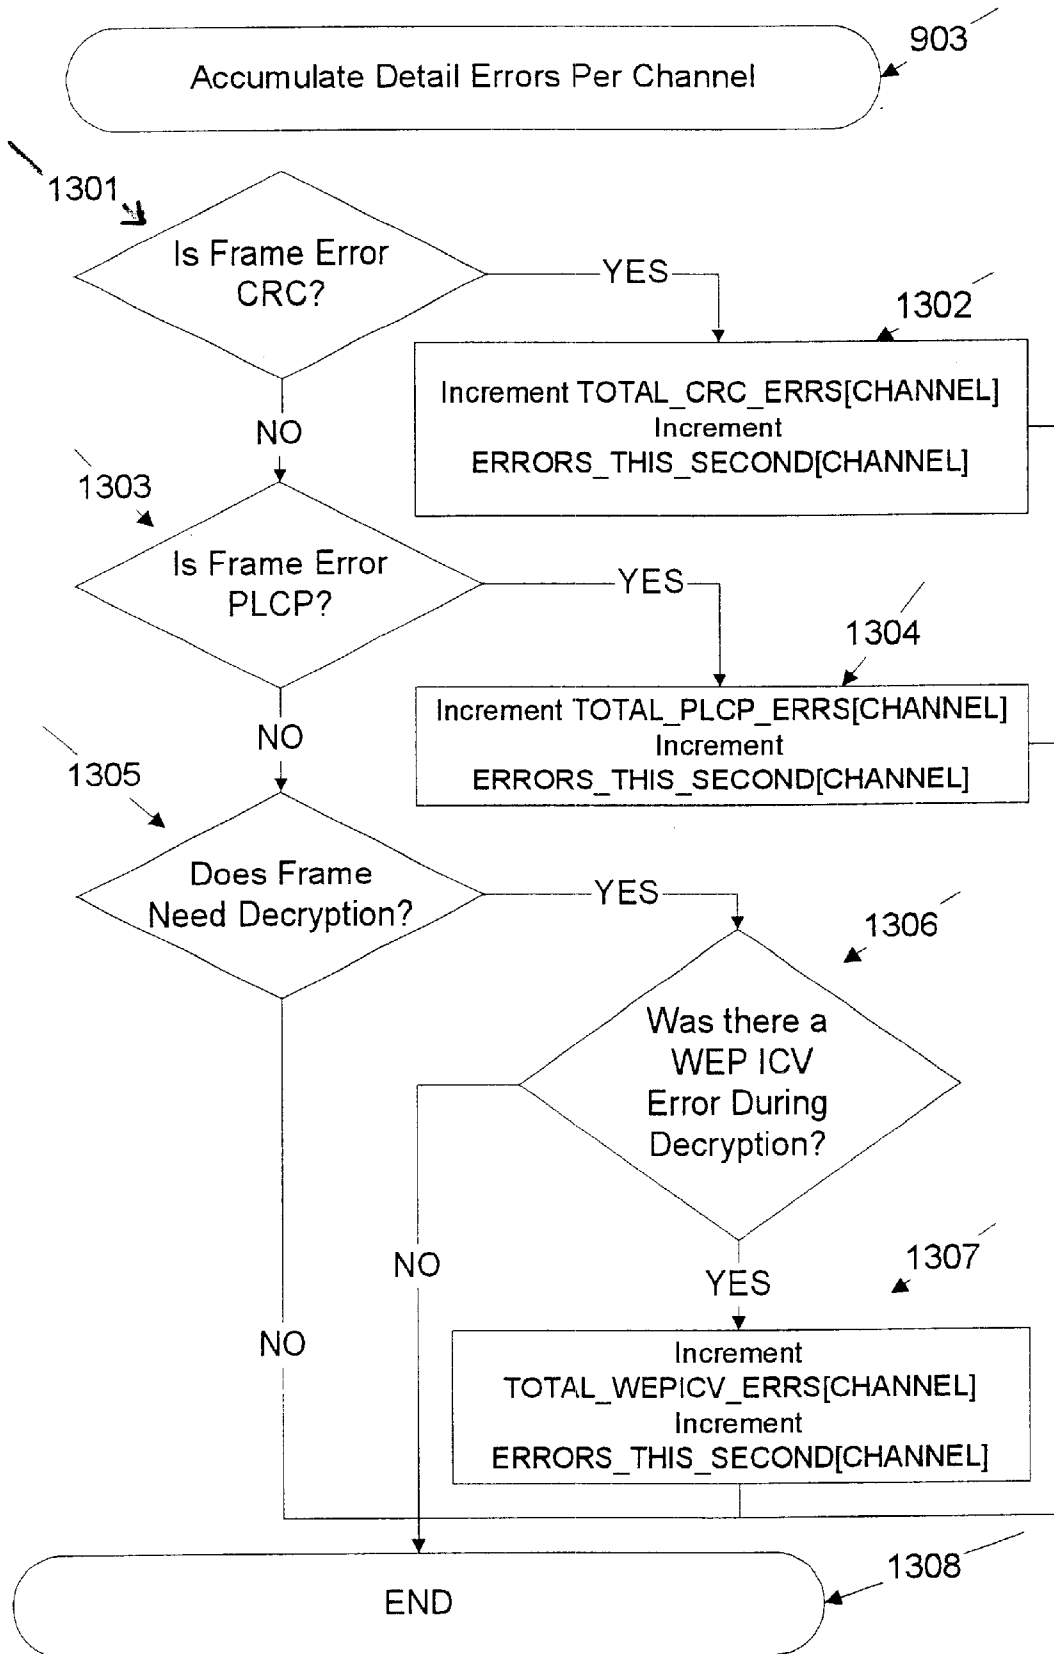 903
Accumulate Detail Errors Per Channel
1301
Is Frame Error
CRC?
YES
1302
Increment TOTAL_CRC_ERRS[CHANNEL]
Increment
ERRORS_THIS_SECOND[CHANNEL]
NO
1303
Is Frame Error
PLCP?
YES
1304
Increment TOTAL_PLCP_ERRS[CHANNEL]
Increment
ERRORS_THIS_SECOND[CHANNEL]
NO
1305
Does Frame
Need Decryption?
YES
1306
Was there a
WEP ICV
Error During
Decryption?
NO
YES
1307
NO
Increment
TOTAL_WEPICV_ERRS[CHANNEL]
Increment
ERRORS_THIS_SECOND[CHANNEL]
1308
END